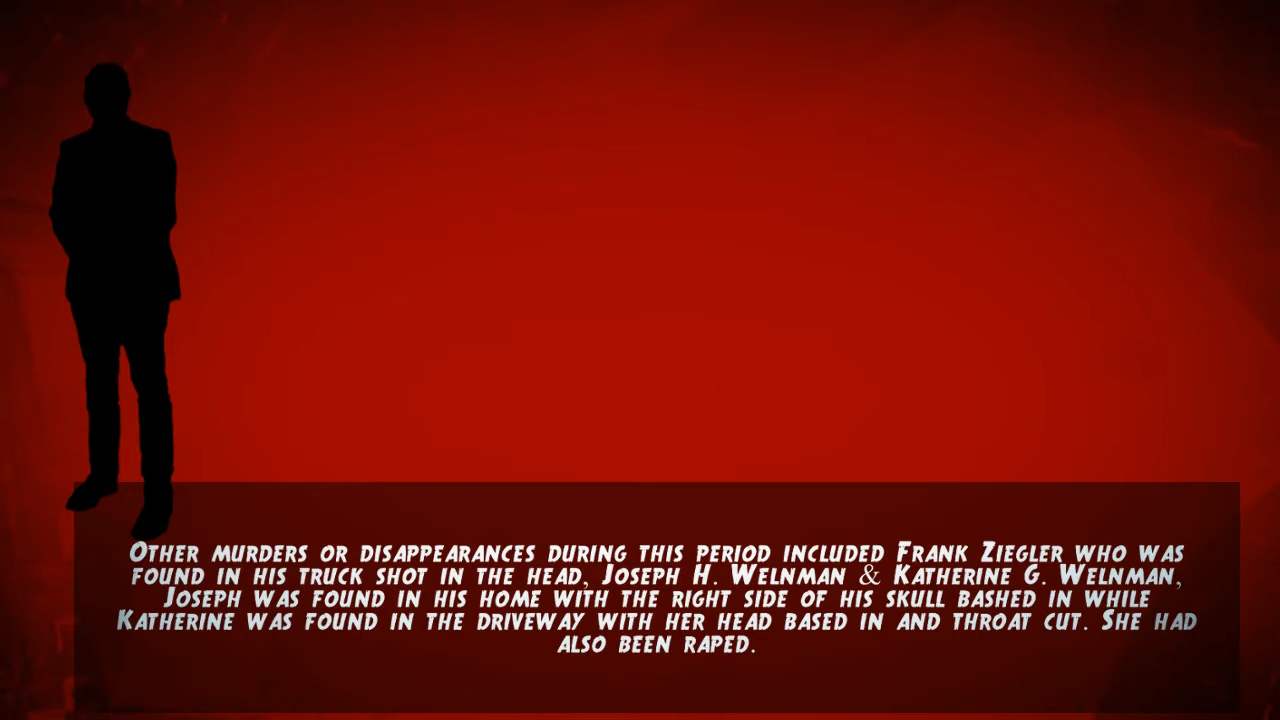 Other murders or disappearances during this period included Frank Ziegler who was
found in his truck shot in the head, Joseph H. Welnman & Katherine G. Welnman,
Joseph was found in his home with the right side of his skull bashed in while
Katherine was found in the driveway with her head based in and throat cut. She had
also been raped.